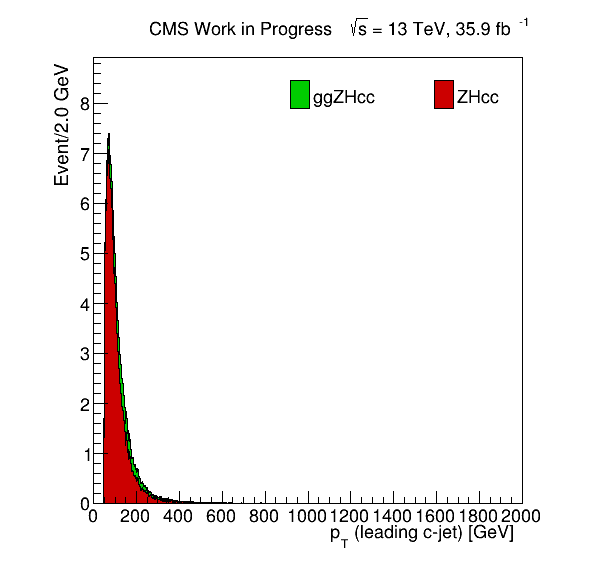 CMS Work in Progress √s = 13 TeV, 35.9 fb -1
Event/2.0 GeV
ggZHcc ZHcc
8
7
6
5
4
3
2
1
0
0 200 400 600 800 1000 1200 1400 1600 1800 2000
pT (leading c-jet) [GeV]